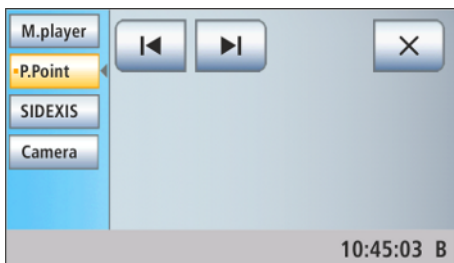 M.player
P.Point
SIDEXIS
Camera
10:45:03 B